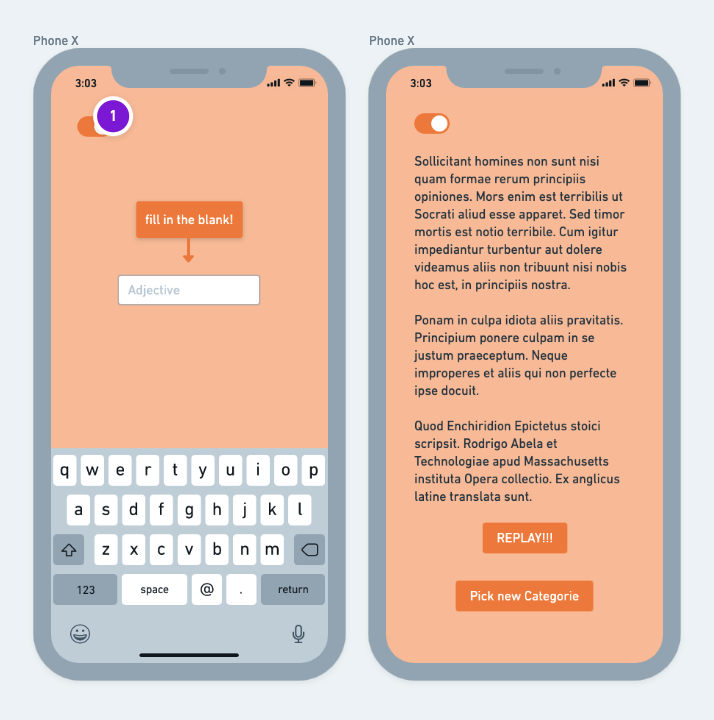 Phone X
3:03
1
fill in the blank!
Adjective
q w e r t y u i o p
a s d f g h j k l
z x c v b n m
123 space @ . return
Phone X
3:03
Sollicitant homines non sunt nisi
quam formae rerum principiis
opiniones. Mors enim est terribilis ut
Socrati aliud esse apparet. Sed timor
mortis est notio terribile. Cum igitur
impediantur turbentur aut dolere
videamus aliis non tribunt nisi nobis
hoc est, in principiis nostra.
Ponam in culpa idiota aliis pravitatis.
Principium ponere culpam in se
justum praeceptum. Neque
improperes et aliis qui non perfecte
ipse docuit.
Quod Enchiridion Epictetus stoici
scripsit. Rodrigo Abela et
Technologiae apud Massachusetts
instituta Opera collectio. Ex anglicus
latine translata sunt.
REPLAY!!!
Pick new Categorie